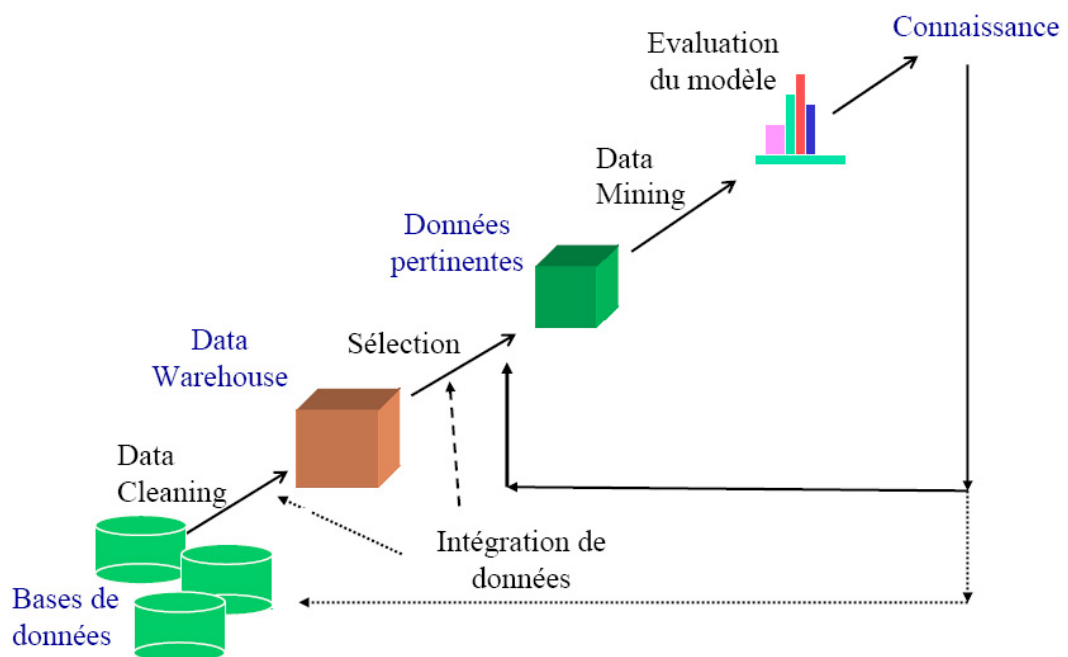 Connaissance
Evaluation
du modèle
Data
Mining
Données
pertinentes
Sélection
Data
Warehouse
Data
Cleaning
Intégration de
données
Bases de
données